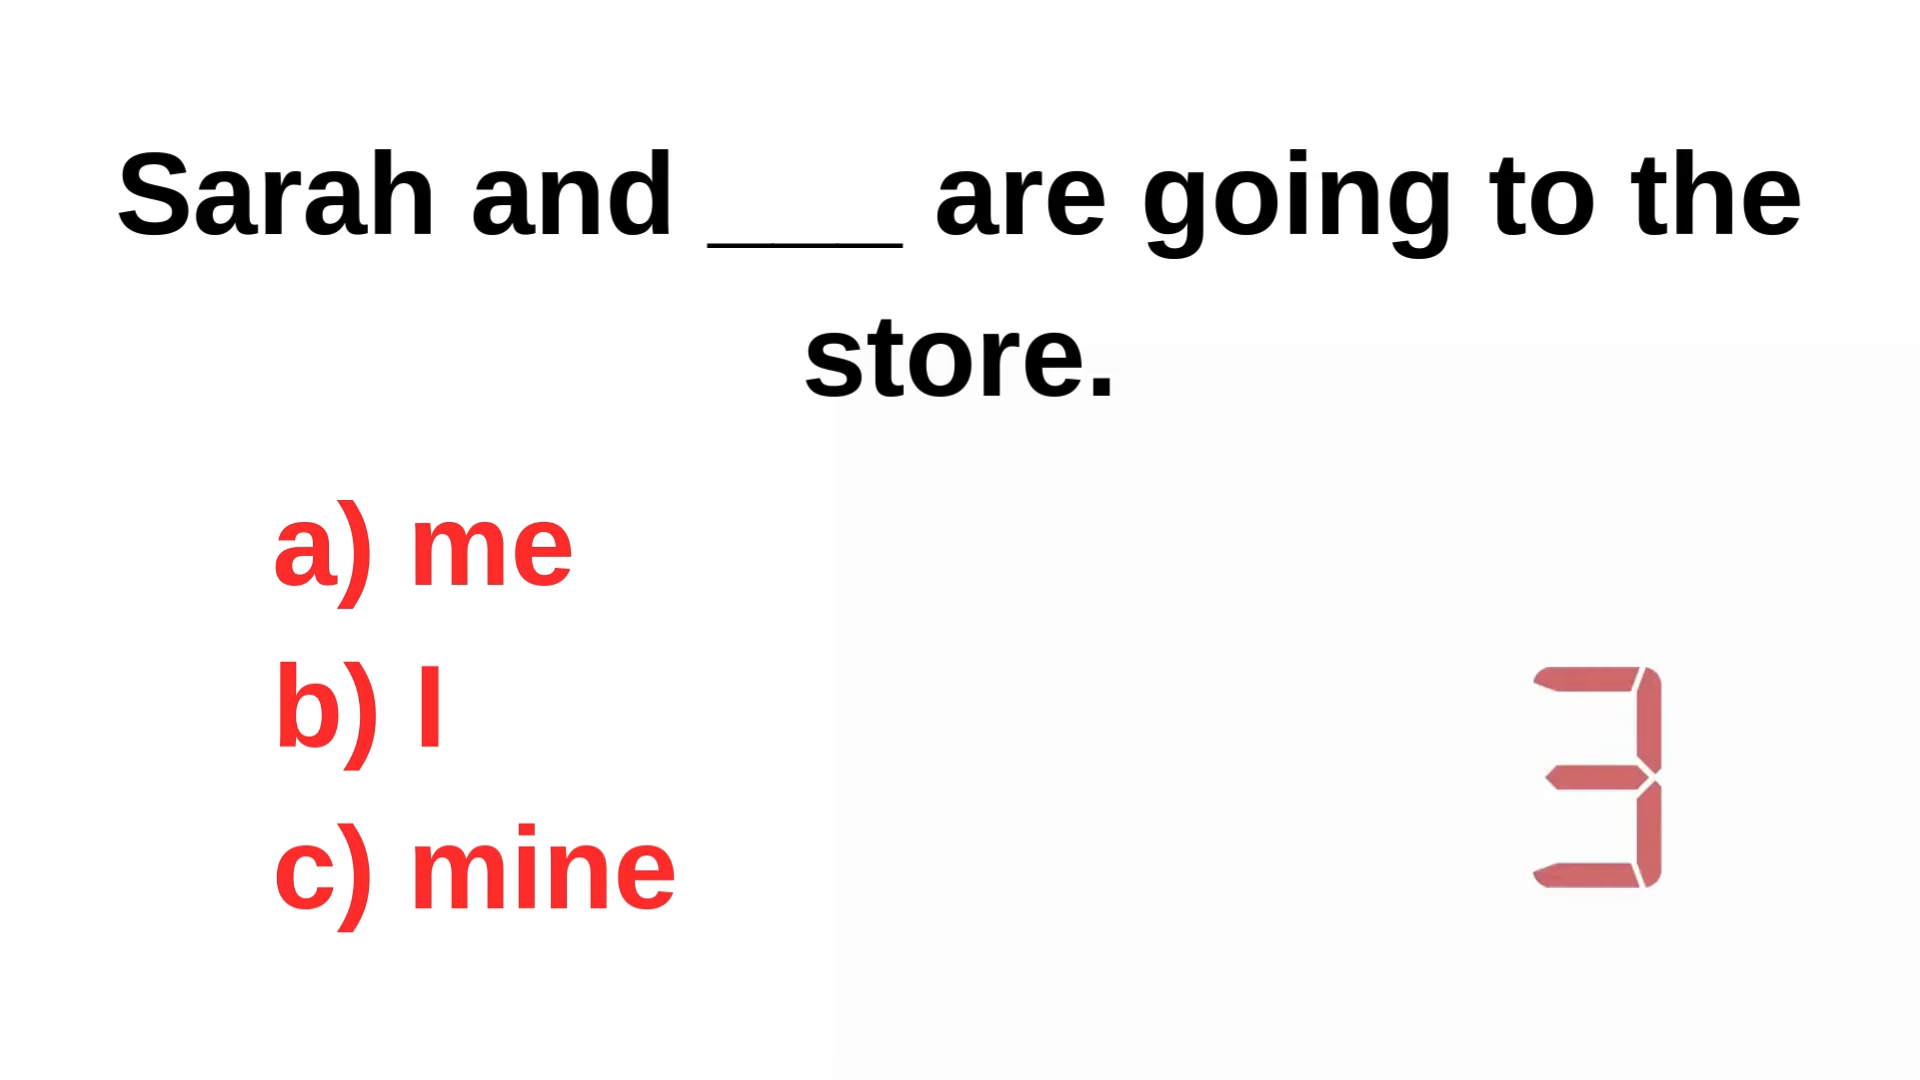 Sarah and ____ are going to the
store.
a) me
b) I
c) mine
3